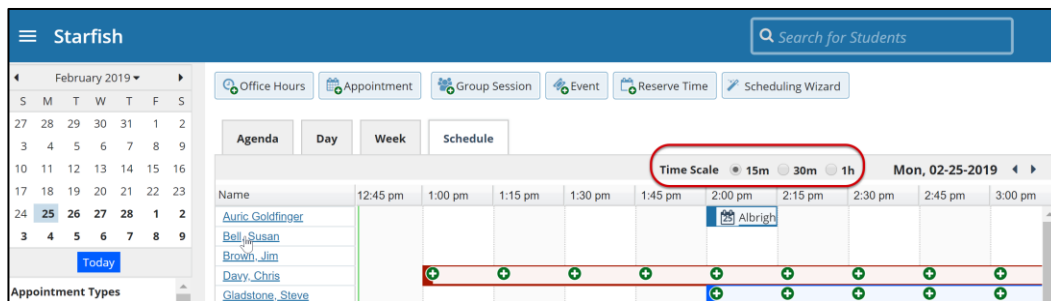 Starfish
Search for Students
February 2019
S M T W T F S
27 28 29 30 31 1 2
3 4 5 6 7 8 9
10 11 12 13 14 15 16
17 18 19 20 21 22 23
24 25 26 27 28 1 2
3 4 5 6 7 8 9
Today
Appointment Types
Office Hours Appointment Group Session Event Reserve Time Scheduling Wizard
Agenda Day Week Schedule
Time Scale 15m 30m 1h Mon, 02-25-2019
Name 12:45 pm 1:00 pm 1:15 pm 1:30 pm 1:45 pm 2:00 pm 2:15 pm 2:30 pm 2:45 pm 3:00 pm
Auric Goldfinger 25 Albrigh
Bell, Susan
Brown, Jim
Davy, Chris
Gladstone, Steve